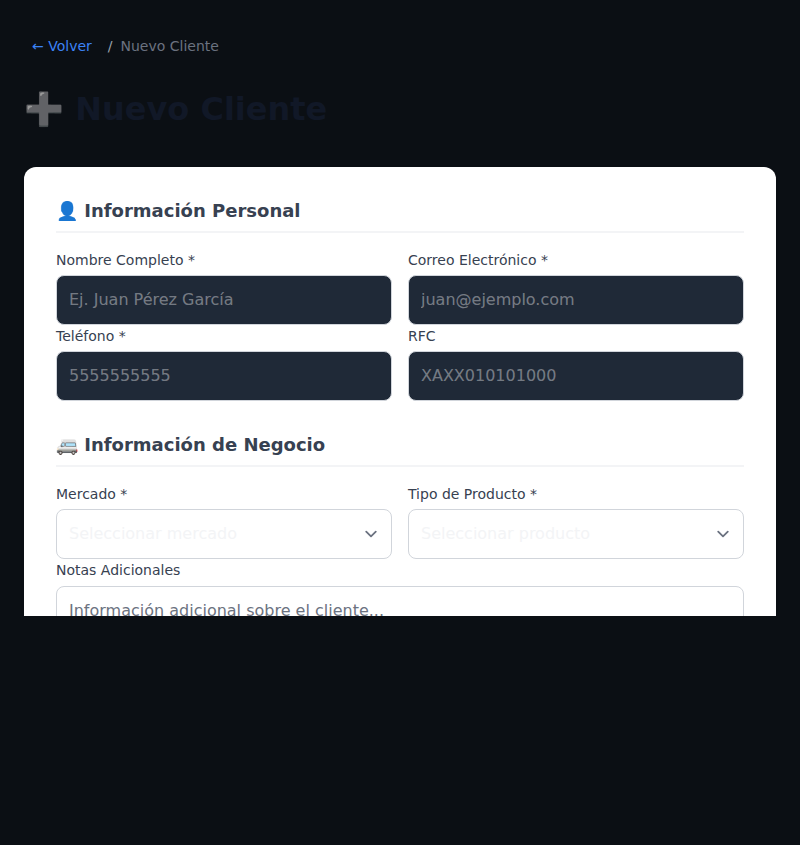 ← Volver / Nuevo Cliente
➕ Nuevo Cliente
👤 Información Personal
Nombre Completo * Correo Electrónico *
Ej. Juan Pérez García juan@ejemplo.com
Teléfono * RFC
5555555555 XAXX010101000
🚐 Información de Negocio
Mercado * Tipo de Producto *
Seleccionar mercado Seleccionar producto
Notas Adicionales
Información adicional sobre el cliente...